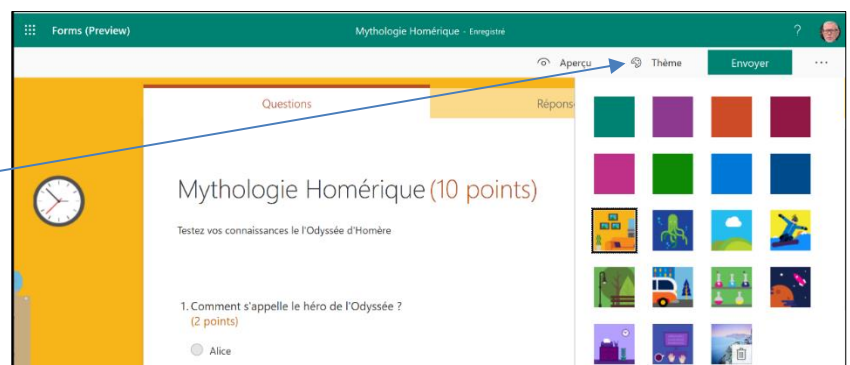 Forms (Preview)
Mythologie Homérique - Enregistré
?
Aperçu
Thème
Envoyer
...
Questions
Répons
Mythologie Homérique (10 points)
Testez vos connaissances le l'Odyssée d'Homère
1. Comment s'appelle le héro de l'Odyssée ?
(2 points)
Alice